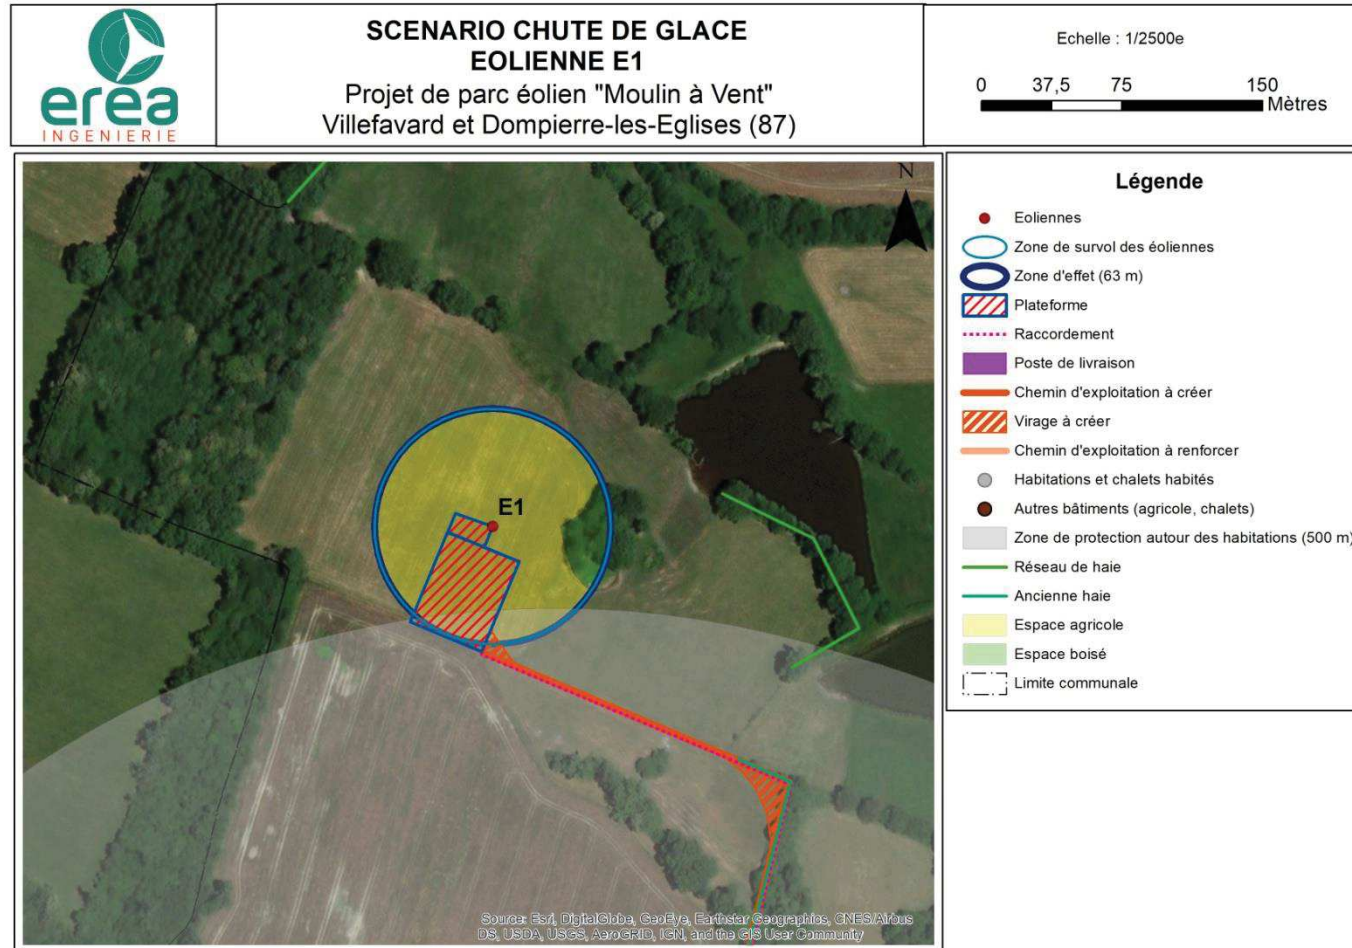 erea
INGENIERIE
SCENARIO CHUTE DE GLACE
EOLIENNE E1
Projet de parc éolien "Moulin à Vent"
Villefavard et Dompierre-les-Eglises (87)
Echelle : 1/2500e
0 37,5 75 150
Mètres
N
E1
Source: Esri, DigitalGlobe, GeoEye, Earthstar Geographics, CNES/Airbus
DS, USDA, USGS, AeroGRID, IGN, and the GIS User Community
Légende
Eoliennes
Zone de survol des éoliennes
Zone d'effet (63 m)
Plateforme
Raccordement
Poste de livraison
Chemin d'exploitation à créer
Virage à créer
Chemin d'exploitation à renforcer
Habitations et chalets habités
Autres bâtiments (agricole, chalets)
Zone de protection autour des habitations (500 m)
Réseau de haie
Ancienne haie
Espace agricole
Espace boisé
Limite communale